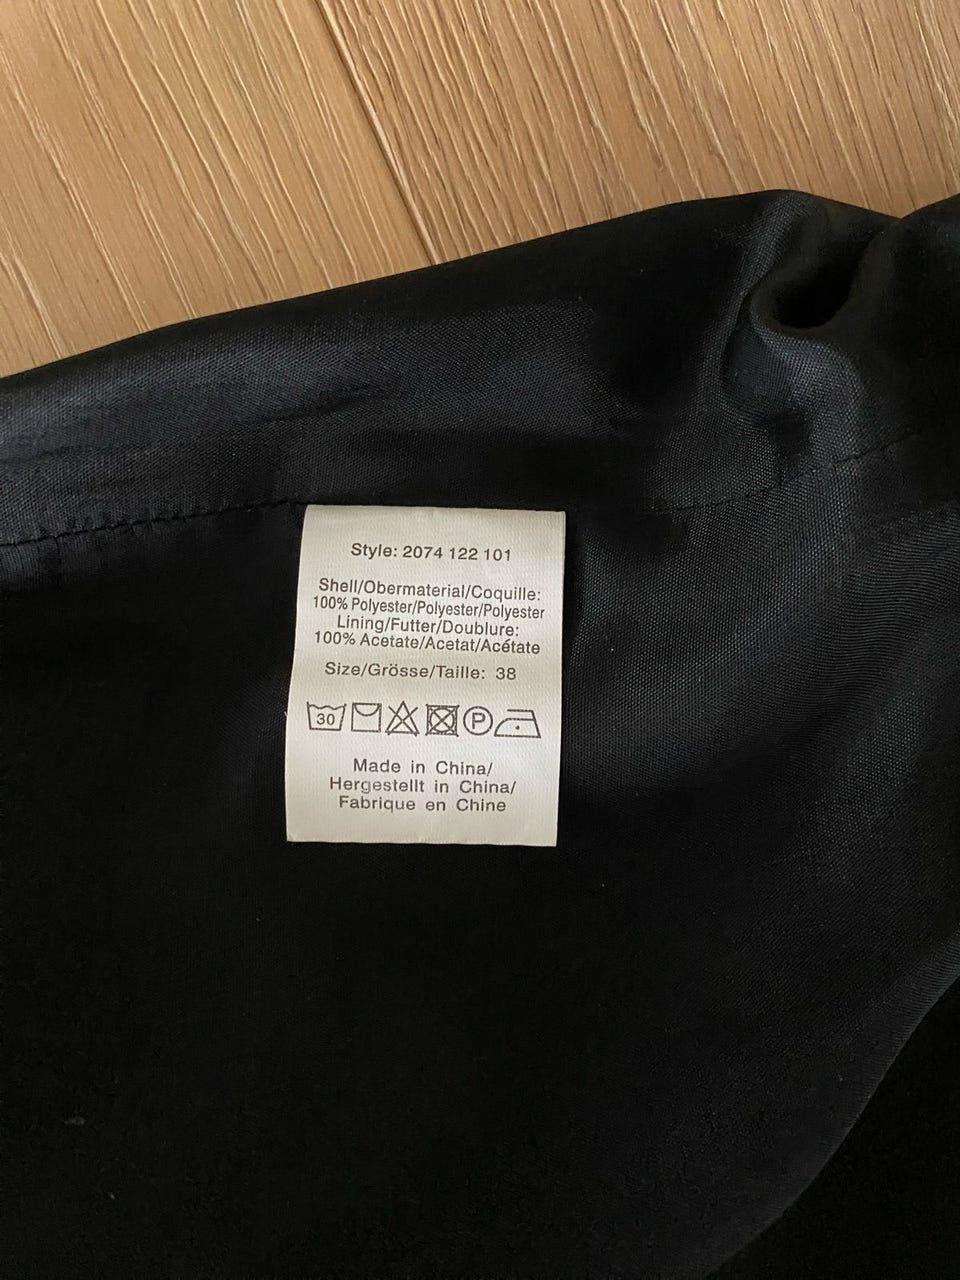 Style: 2074 122 101
Shell/Obermaterial/Coquille:
100% Polyester/Polyester/Polyester
Lining/Futter/Doublure:
100% Acetate/Acetat/Acétate
Size/Grösse/Taille: 38
30 P
Made in China/
Hergestellt in China/
Fabrique en Chine